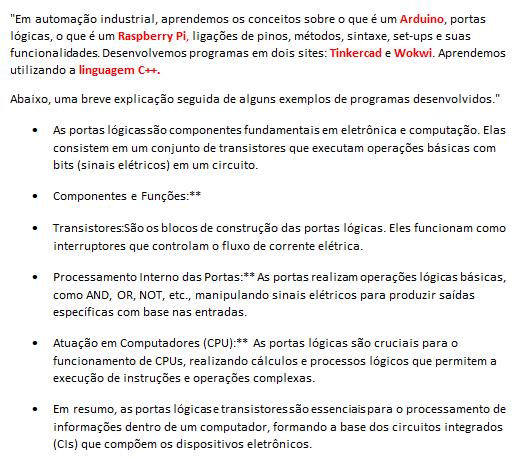 "Em automação industrial, aprendemos os conceitos sobre o que é um Arduino, portas
lógicas, o que é um Raspberry Pi, ligações de pinos, métodos, sintaxe, set-ups e suas
funcionalidades. Desenvolvemos programas em dois sites: Tinkercad e Wokwi. Aprendemos
utilizando a linguagem C++.
Abaixo, uma breve explicação seguida de alguns exemplos de programas desenvolvidos."
• As portas lógicas são componentes fundamentais em eletrônica e computação. Elas
consistem em um conjunto de transistores que executam operações básicas com
bits (sinais elétricos) em um circuito.
• Componentes e Funções:**
• Transistores:São os blocos de construção das portas lógicas. Eles funcionam como
interruptores que controlam o fluxo de corrente elétrica.
• Processamento Interno das Portas:** As portas realizam operações lógicas básicas,
como AND, OR, NOT, etc., manipulando sinais elétricos para produzir saídas
específicas com base nas entradas.
• Atuação em Computadores (CPU):** As portas lógicas são cruciais para o
funcionamento de CPUs, realizando cálculos e processos lógicos que permitem a
execução de instruções e operações complexas.
• Em resumo, as portas lógicas e transistores são essenciais para o processamento de
informações dentro de um computador, formando a base dos circuitos integrados
(CIs) que compõem os dispositivos eletrônicos.